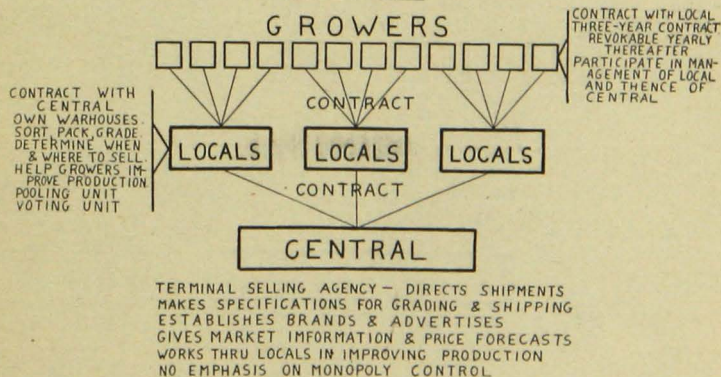 GROWERS
CONTRACT WITH LOCAL
THREE-YEAR CONTRACT
REVOKABLE YEARLY
THEREAFTER
PARTICIPATE IN MAN-
AGEMENT OF LOCAL
AND THENCE OF
CENTRAL
CONTRACT
CONTRACT WITH
CENTRAL
OWN WARHOUSES.
SORT, PACK, GRADE.
DETERMINE WHEN
& WHERE TO SELL.
HELP GROWERS IM-
PROVE PRODUCTION
POOLING UNIT
VOTING UNIT
LOCALS
LOCALS
LOCALS
CONTRACT
CENTRAL
TERMINAL SELLING AGENCY — DIRECTS SHIPMENTS
MAKES SPECIFICATIONS FOR GRADING & SHIPPING
ESTABLISHES BRANDS & ADVERTISES
GIVES MARKET IMFORMATION & PRICE FORECASTS
WORKS THRU LOCALS IN IMPROVING PRODUCTION
NO EMPHASIS ON MONOPOLY CONTROL